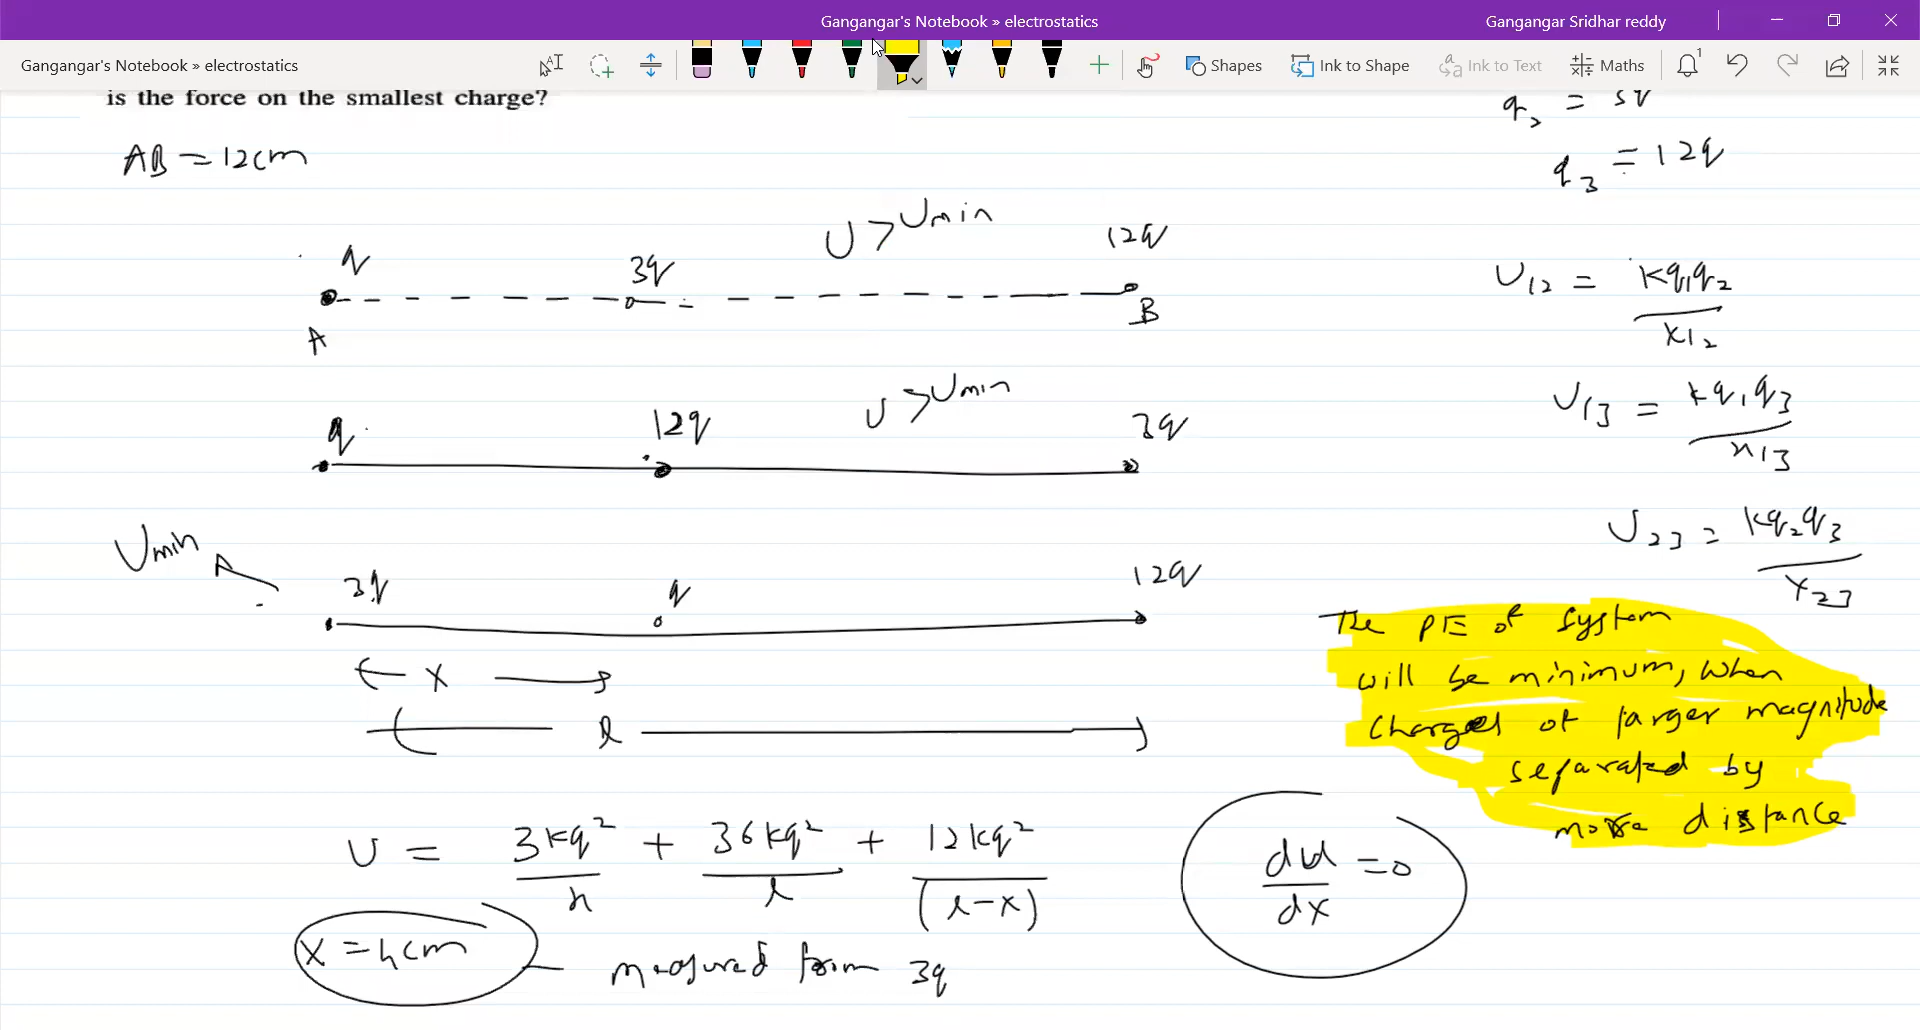 Gangangar's Notebook » electrostatics
Gangangar Sridhar reddy
Gangangar's Notebook » electrostatics
Shapes
Ink to Shape
Ink to Text
Maths
is the force on the smallest charge?
q₂ = 3q
q₃ = 12q
AB = 12cm
U > Umin
q 3q 12q
A B
U₁₂ = kq₁q₂ / x₁₂
U > Umin
q 12q 3q
U₁₃ = kq₁q₃ / x₁₃
U₂₃ = kq₂q₃ / x₂₃
Umin
3q q 12q
x
l
The PE of system
will be minimum, when
charges of larger magnitude
separated by
more distance
U = 3kq²/x + 36kq²/l + 12kq²/(l-x)
dU/dx = 0
x = 4cm
measured from 3q